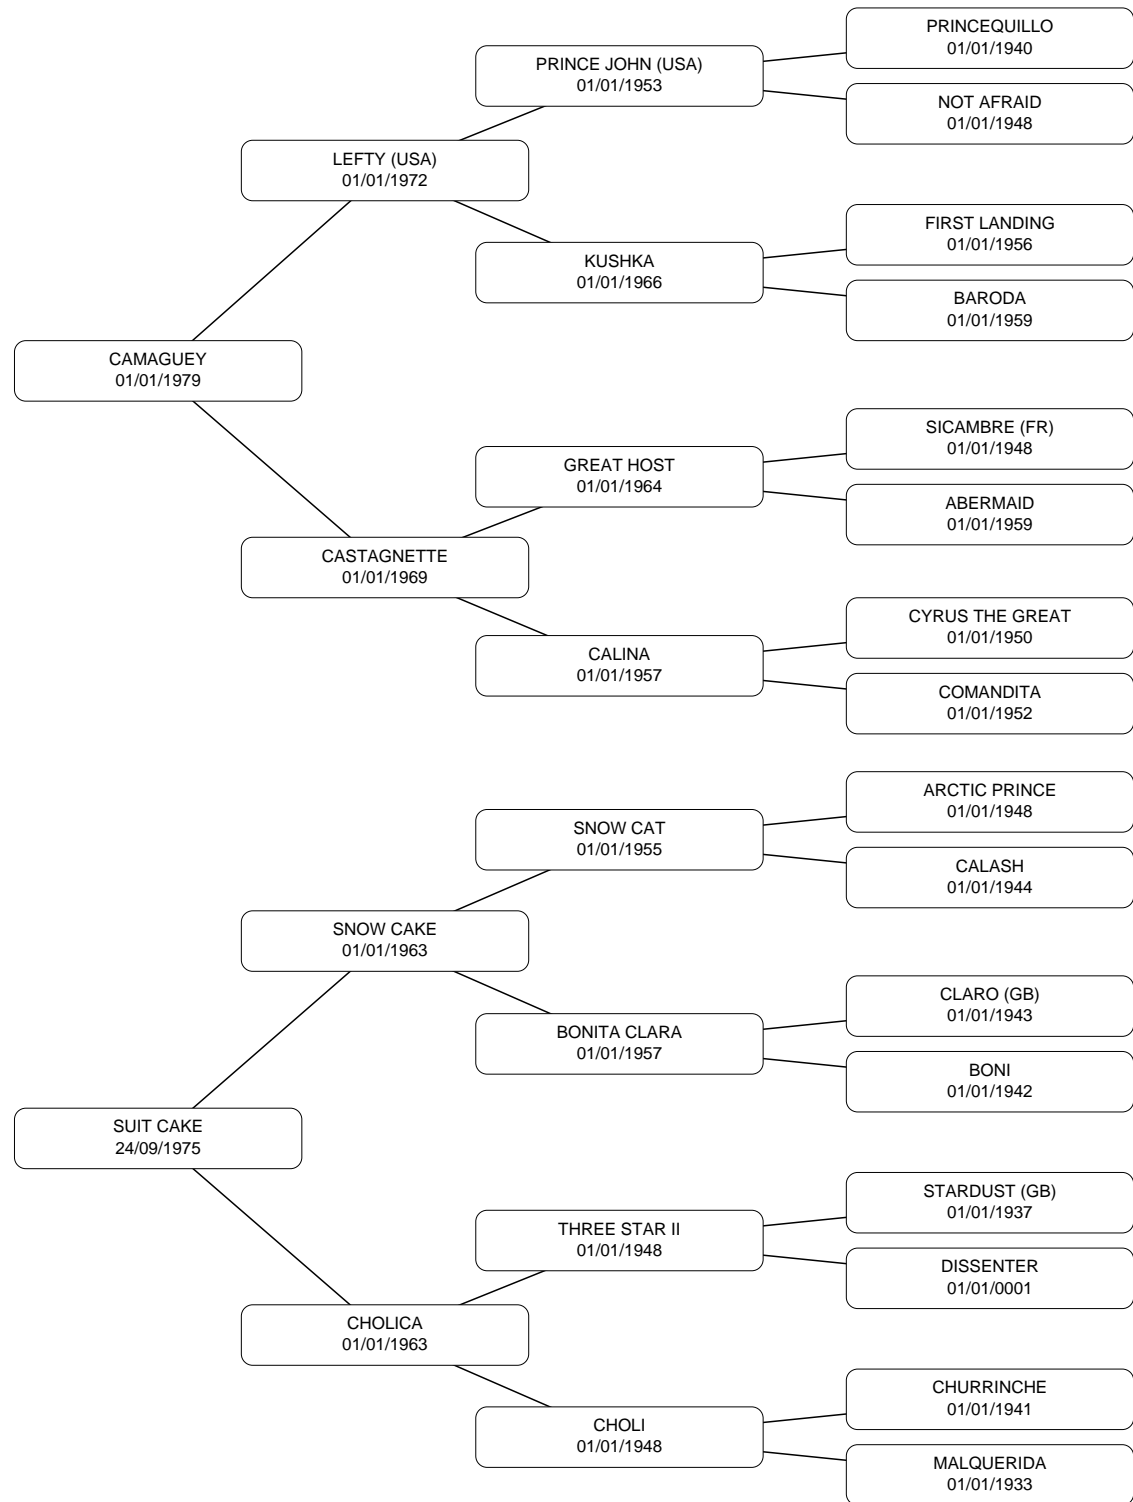 PRINCEQUILLO
01/01/1940
PRINCE JOHN (USA)
01/01/1953
NOT AFRAID
01/01/1948
LEFTY (USA)
01/01/1972
FIRST LANDING
01/01/1956
KUSHKA
01/01/1966
BARODA
01/01/1959
CAMAGUEY
01/01/1979
SICAMBRE (FR)
01/01/1948
GREAT HOST
01/01/1964
ABERMAID
01/01/1959
CASTAGNETTE
01/01/1969
CYRUS THE GREAT
01/01/1950
CALINA
01/01/1957
COMANDITA
01/01/1952
ARCTIC PRINCE
01/01/1948
SNOW CAT
01/01/1955
CALASH
01/01/1944
SNOW CAKE
01/01/1963
CLARO (GB)
01/01/1943
BONITA CLARA
01/01/1957
BONI
01/01/1942
SUIT CAKE
24/09/1975
STARDUST (GB)
01/01/1937
THREE STAR II
01/01/1948
DISSENTER
01/01/0001
CHOLICA
01/01/1963
CHURRINCHE
01/01/1941
CHOLI
01/01/1948
MALQUERIDA
01/01/1933